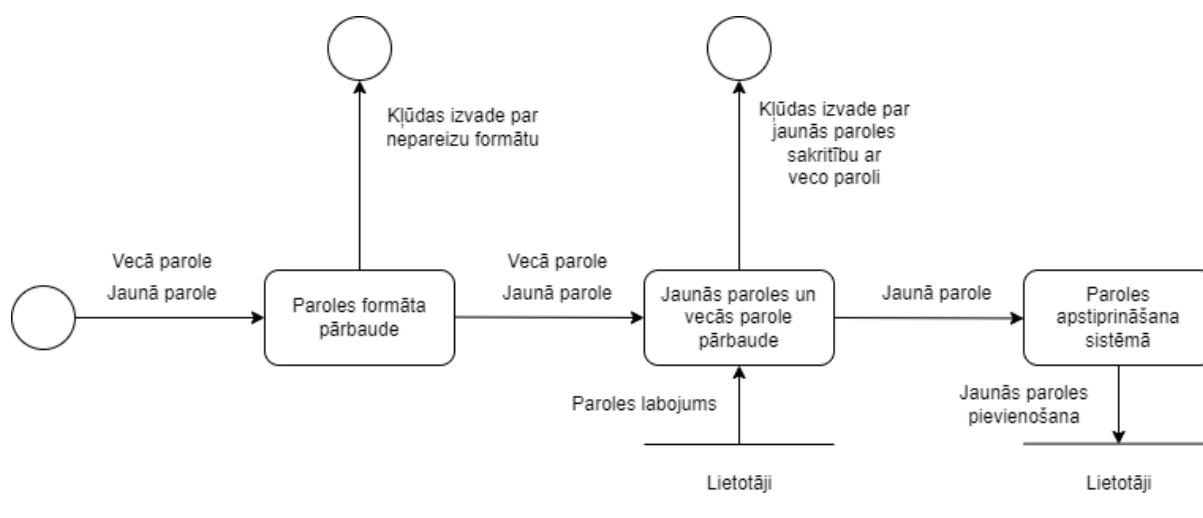 Kļūdas izvade par
nepareizu formātu
Kļūdas izvade par
jaunās paroles
sakritību ar
veco paroli
Vecā parole
Jaunā parole
Paroles formāta
pārbaude
Vecā parole
Jaunā parole
Jaunās paroles un
vecās parole
pārbaude
Jaunā parole
Paroles
apstiprināšana
sistēmā
Paroles labojums
Lietotāji
Jaunās paroles
pievienošana
Lietotāji